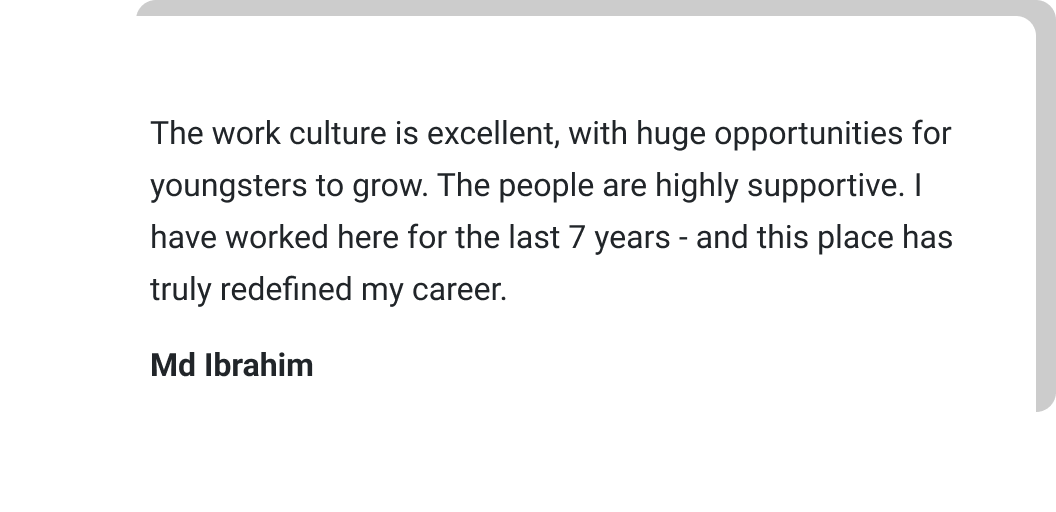 The work culture is excellent, with huge opportunities for
youngsters to grow. The people are highly supportive. I
have worked here for the last 7 years - and this place has
truly redefined my career.
Md Ibrahim